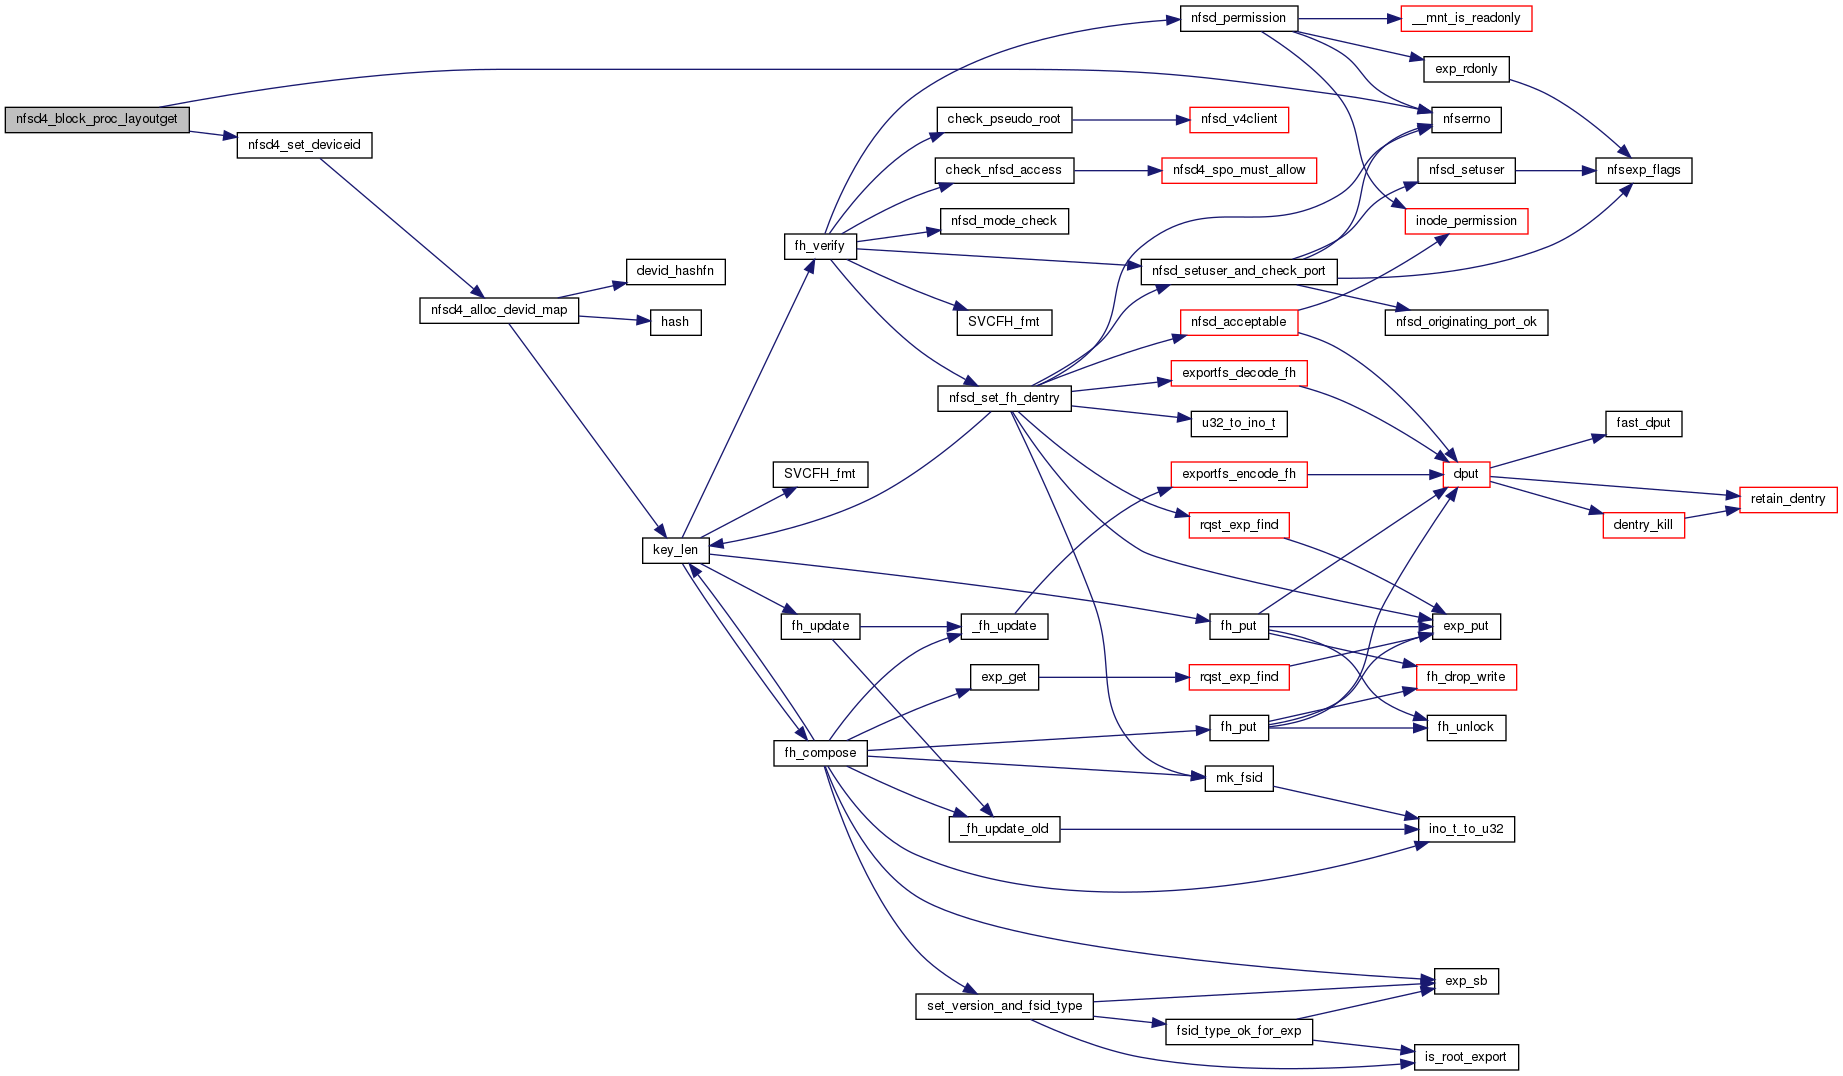 nfsd_permission
__mnt_is_readonly
exp_rdonly
nfsd4_block_proc_layoutget
check_pseudo_root
nfsd_v4client
nfserrno
nfsd4_set_deviceid
check_nfsd_access
nfsd4_spo_must_allow
nfsd_setuser
nfsexp_flags
nfsd_mode_check
inode_permission
fh_verify
devid_hashfn
nfsd_setuser_and_check_port
nfsd4_alloc_devid_map
hash
SVCFH_fmt
nfsd_acceptable
nfsd_originating_port_ok
exportfs_decode_fh
nfsd_set_fh_dentry
u32_to_ino_t
fast_dput
SVCFH_fmt
exportfs_encode_fh
dput
retain_dentry
rqst_exp_find
dentry_kill
key_len
fh_update
_fh_update
fh_put
exp_put
exp_get
rqst_exp_find
fh_drop_write
fh_put
fh_unlock
fh_compose
mk_fsid
_fh_update_old
ino_t_to_u32
exp_sb
set_version_and_fsid_type
fsid_type_ok_for_exp
is_root_export